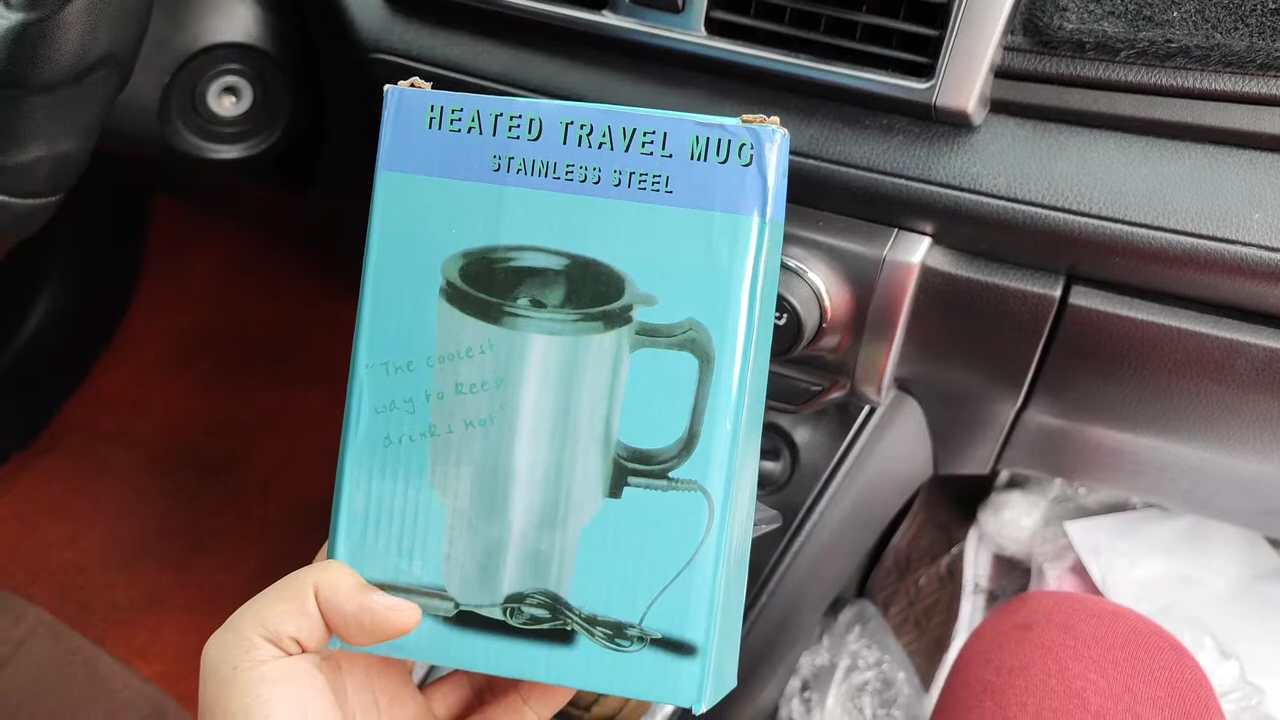 HEATED TRAVEL MUG
STAINLESS STEEL
"The coolest
way to keep
drinks hot"